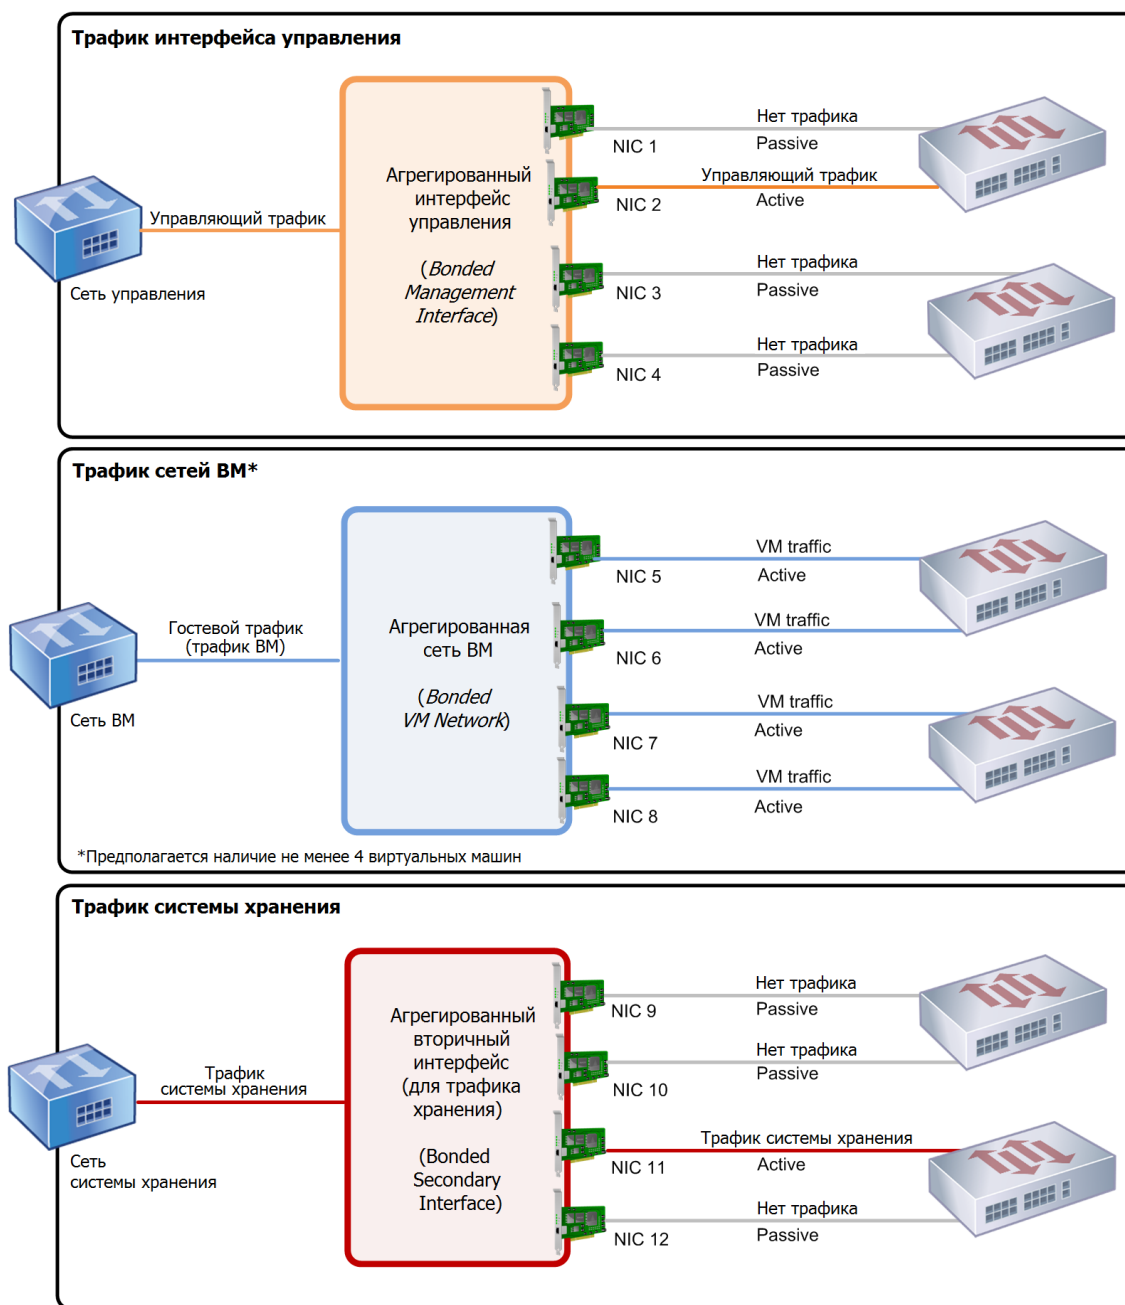 Трафик интерфейса управления
Агрегированный
интерфейс
управления
(Bonded
Management
Interface)
Управляющий трафик
Сеть управления
NIC 1
Нет трафика
Passive
NIC 2
Управляющий трафик
Active
NIC 3
Нет трафика
Passive
NIC 4
Нет трафика
Passive
Трафик сетей ВМ*
Гостевой трафик
(трафик ВМ)
Сеть ВМ
Агрегированная
сеть ВМ
(Bonded
VM Network)
NIC 5
VM traffic
Active
NIC 6
VM traffic
Active
NIC 7
VM traffic
Active
NIC 8
VM traffic
Active
*Предполагается наличие не менее 4 виртуальных машин
Трафик системы хранения
Трафик
системы хранения
Сеть
системы хранения
Агрегированный
вторичный
интерфейс
(для трафика
хранения)
(Bonded
Secondary
Interface)
NIC 9
Нет трафика
Passive
NIC 10
Нет трафика
Passive
NIC 11
Трафик системы хранения
Active
NIC 12
Нет трафика
Passive